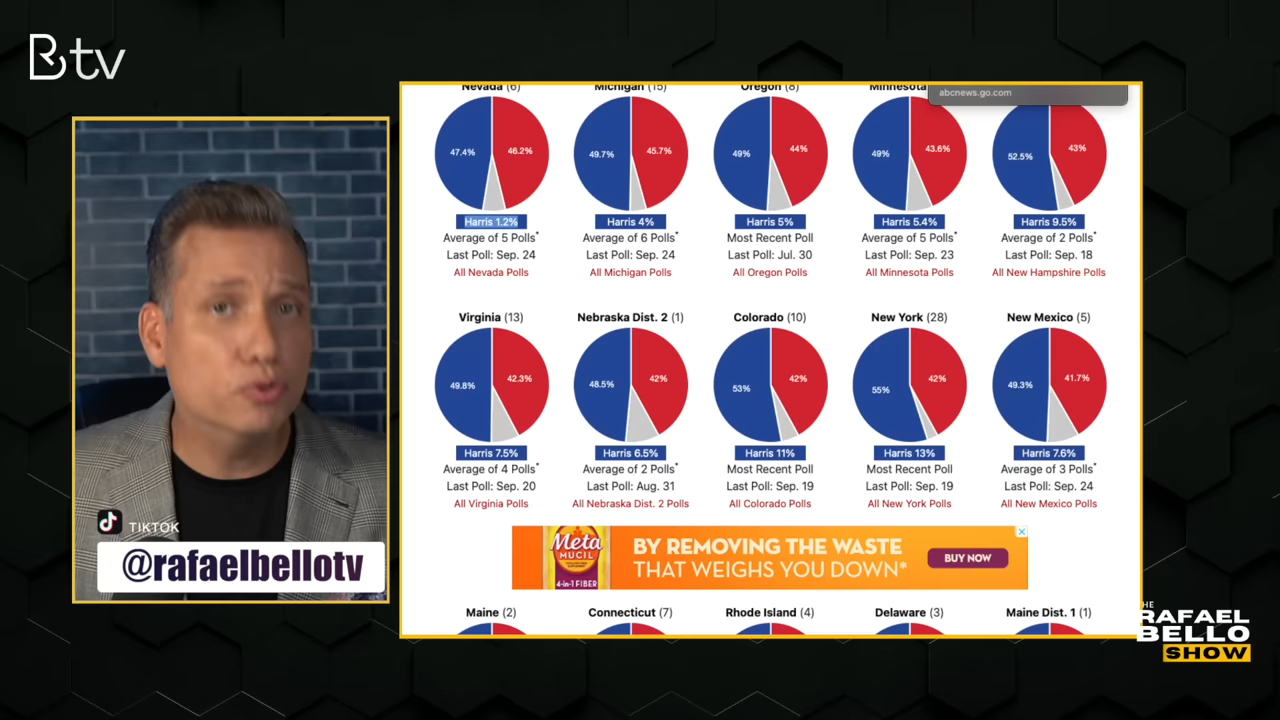 Btv
abcnews.go.com
Nevada (6)
Michigan (15)
Oregon (8)
Minnesota
47.4%
46.2%
49.7%
45.7%
49%
44%
49%
43.6%
52.5%
43%
Harris 1.2%
Harris 4%
Harris 5%
Harris 5.4%
Harris 9.5%
Average of 5 Polls*
Average of 6 Polls*
Most Recent Poll
Average of 5 Polls*
Average of 2 Polls*
Last Poll: Sep. 24
Last Poll: Sep. 24
Last Poll: Jul. 30
Last Poll: Sep. 23
Last Poll: Sep. 18
All Nevada Polls
All Michigan Polls
All Oregon Polls
All Minnesota Polls
All New Hampshire Polls
Virginia (13)
Nebraska Dist. 2 (1)
Colorado (10)
New York (28)
New Mexico (5)
49.8%
42.3%
48.5%
42%
53%
42%
55%
42%
49.3%
41.7%
Harris 7.5%
Harris 6.5%
Harris 11%
Harris 13%
Harris 7.6%
Average of 4 Polls*
Average of 2 Polls*
Most Recent Poll
Most Recent Poll
Average of 3 Polls*
Last Poll: Sep. 20
Last Poll: Aug. 31
Last Poll: Sep. 19
Last Poll: Sep. 19
Last Poll: Sep. 24
All Virginia Polls
All Nebraska Dist. 2 Polls
All Colorado Polls
All New York Polls
All New Mexico Polls
Meta
MUCIL
4-in-1 FIBER
BY REMOVING THE WASTE
THAT WEIGHS YOU DOWN*
BUY NOW
Maine (2)
Connecticut (7)
Rhode Island (4)
Delaware (3)
Maine Dist. 1 (1)
TIKTOK
@rafaelbellotv
THE
RAFAEL
BELLO
SHOW